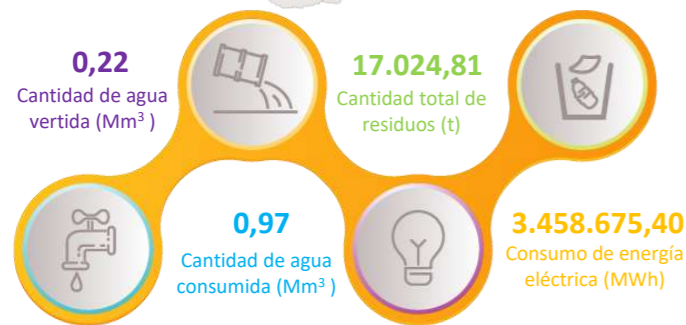 0,22
Cantidad de agua
vertida (Mm³ )
17.024,81
Cantidad total de
residuos (t)
0,97
Cantidad de agua
consumida (Mm³ )
3.458.675,40
Consumo de energía
eléctrica (MWh)